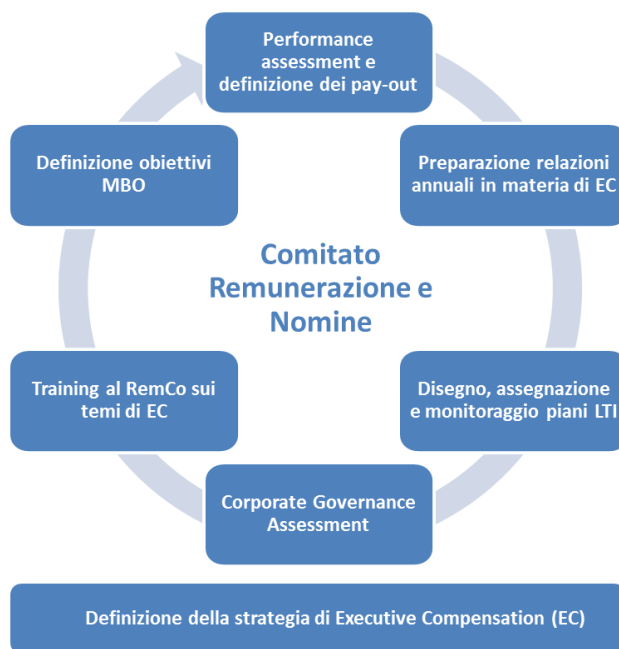 Performance
assessment e
definizione dei pay-out
Definizione obiettivi
MBO
Preparazione relazioni
annuali in materia di EC
Comitato
Remunerazione e
Nomine
Training al RemCo sui
temi di EC
Disegno, assegnazione
e monitoraggio piani LTI
Corporate Governance
Assessment
Definizione della strategia di Executive Compensation (EC)